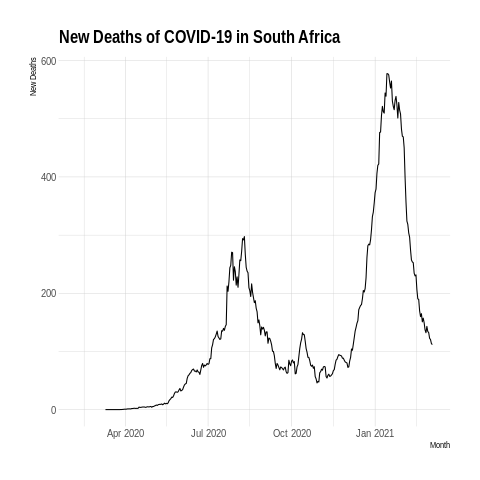 New Deaths of COVID-19 in South Africa
New Deaths
600
400
200
0
Apr 2020 Jul 2020 Oct 2020 Jan 2021
Month